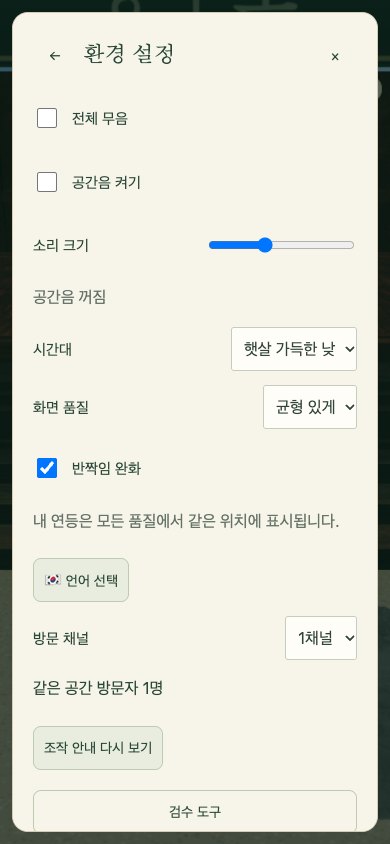 ← 환경 설정 ×
전체 무음
공간음 켜기
소리 크기
공간음 꺼짐
시간대 햇살 가득한 낮
화면 품질 균형 있게
반짝임 완화
내 연등은 모든 품질에서 같은 위치에 표시됩니다.
🇰🇷 언어 선택
방문 채널 1채널
같은 공간 방문자 1명
조작 안내 다시 보기
검수 도구